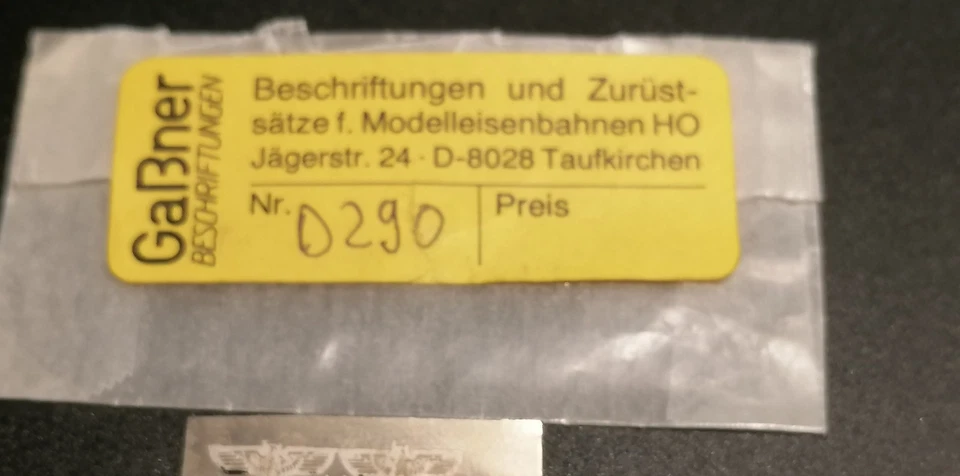 Gaßner
BESCHRIFTUNGEN
Beschriftungen und Zurüst-
sätze f. Modelleisenbahnen HO
Jägerstr. 24 · D-8028 Taufkirchen
Nr. 0290
Preis